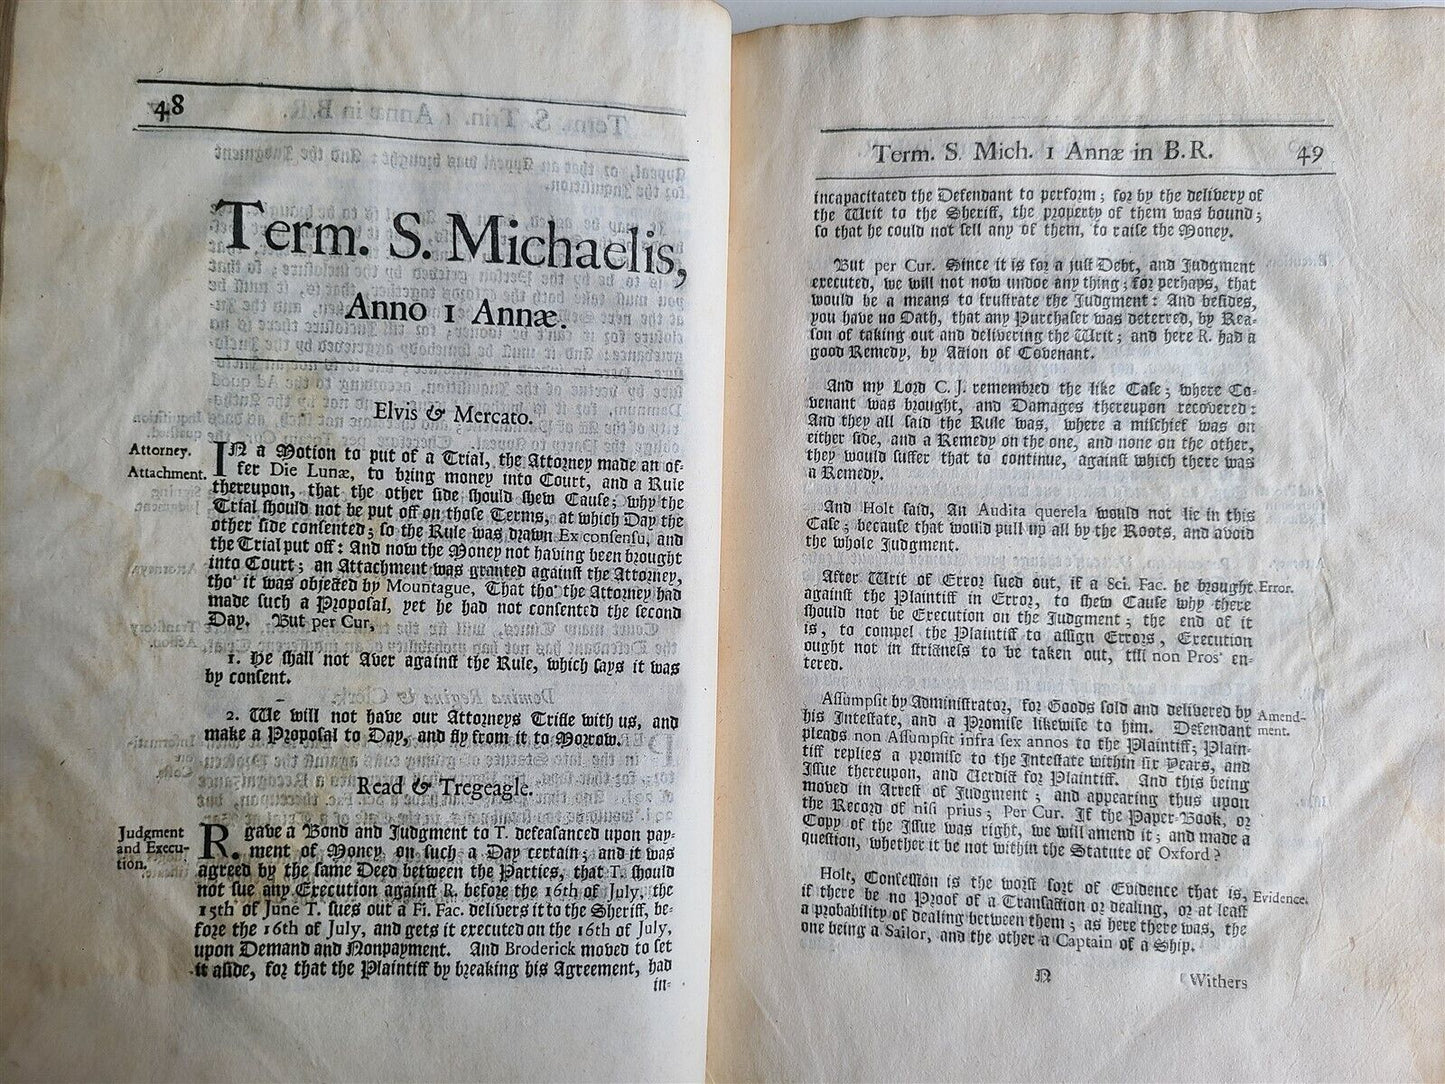 48
Term. S. Michaelis,
Anno 1 Annæ.
Elvis & Mercato.
Attorney.
Attachment.
IN a Motion to put of a Trial, the Attorney made an of-
fer Die Lunæ, to bring money into Court, and a Rule
thereupon, that the other side should shew Cause; why the
Trial should not be put off on those Terms, at which Day the
other side consented; so the Rule was drawn Ex consensu, and
the Trial put off: And now the Money not having been brought
into Court; an Attachment was granted against the Attorney,
tho' it was objected by Mountague, That tho' the Attorney had
made such a Proposal, yet he had not consented the second
Day. But per Cur,
1. He shall not Aver against the Rule, which says it was
by consent.
2. We will not have our Attorneys Trifle with us, and
make a Proposal to Day, and fly from it to Morrow.
Read & Tregeagle.
Judgment
and Execu-
tion.
R. gave a Bond and Judgment to T. defeasanced upon pay-
ment of Money on such a Day certain; and it was
agreed by the same Deed between the Parties, that T. should
not sue any Execution against R. before the 16th of July, the
15th of June T. sues out a Fi. Fac. delivers it to the Sheriff, be-
fore the 16th of July, and gets it executed on the 16th of July,
upon Demand and Nonpayment. And Broderick moved to set
it aside, for that the Plaintiff by breaking his Agreement, had
in-
Term. S. Mich. 1 Annæ in B.R. 49
incapacitated the Defendant to perform; for by the delivery of
the Writ to the Sheriff, the property of them was bound;
so that he could not sell any of them, to raise the Money.
But per Cur. Since it is for a just Debt, and Judgment
executed, we will not now undoe any thing; for perhaps, that
would be a means to frustrate the Judgment: And besides,
you have no Oath, that any Purchaser was deterred, by Rea-
son of taking out and delivering the Writ; and here R. had a
good Remedy, by Action of Covenant.
And my Lord C. J. remembred the like Case; where Co-
venant was brought, and Damages thereupon recovered:
And they all said the Rule was, where a mischief was on
either side, and a Remedy on the one, and none on the other,
they would suffer that to continue, against which there was
a Remedy.
And Holt said, An Audita querela would not lie in this
Case; because that would pull up all by the Roots, and avoid
the whole Judgment.
After Writ of Error sued out, if a Sci. Fac. be brought Error.
against the Plaintiff in Error, to shew Cause why there
should not be Execution on the Judgment; the end of it
is, to compel the Plaintiff to assign Errors, Execution
ought not in strictness to be taken out, till non Pros' en-
tered.
Assumpsit by Administrator, for Goods sold and delivered by Amend-
his Intestate, and a Promise likewise to him. Defendant ment.
pleads non Assumpsit infra sex annos to the Plaintiff; Plain-
tiff replies a promise to the Intestate within six Years, and
Issue thereupon, and Verdict for Plaintiff. And this being
moved in Arrest of Judgment; and appearing thus upon
the Record of nisi prius; Per Cur. If the Paper-Book, or
Copy of the Issue was right, we will amend it; and made a
question, whether it be not within the Statute of Oxford?
Holt, Confession is the worst sort of Evidence that is, Evidence.
if there be no Proof of a Transaction or dealing, or at least
a probability of dealing between them; as here there was, the
one being a Sailor, and the other a Captain of a Ship.
N
Withers